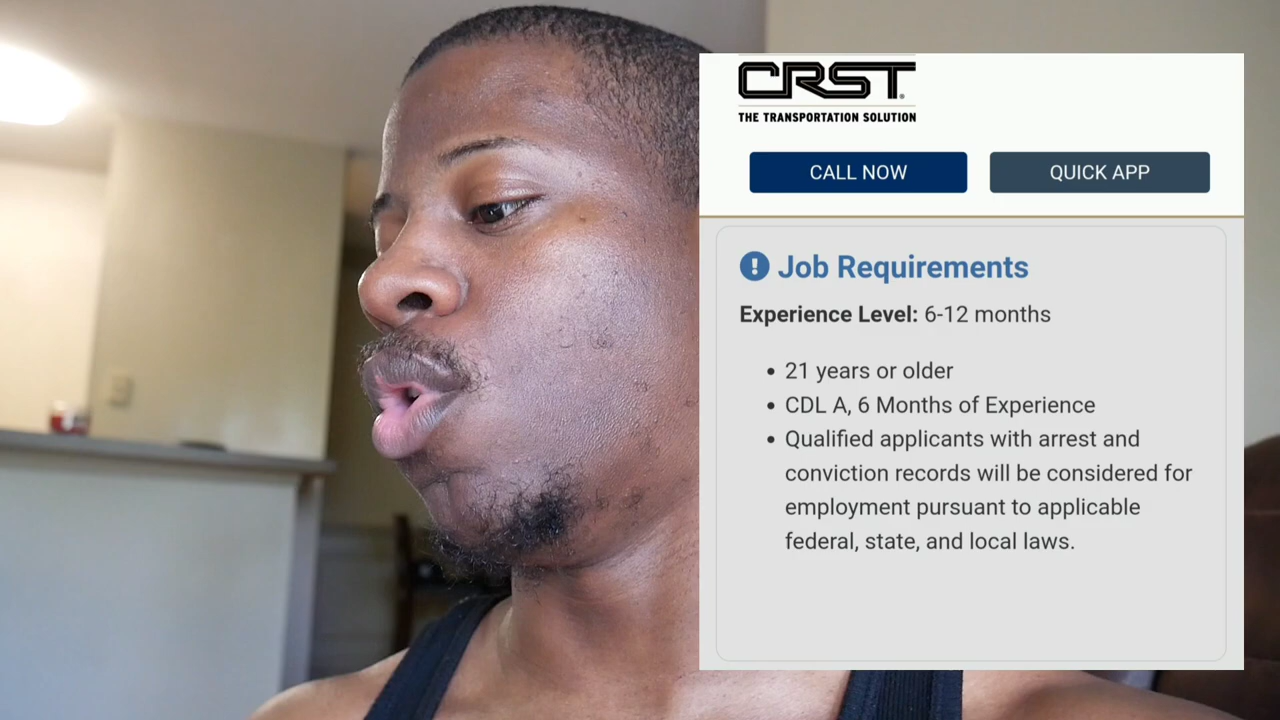 CRST
THE TRANSPORTATION SOLUTION
CALL NOW
QUICK APP
Job Requirements
Experience Level: 6-12 months
• 21 years or older
• CDL A, 6 Months of Experience
• Qualified applicants with arrest and
conviction records will be considered for
employment pursuant to applicable
federal, state, and local laws.